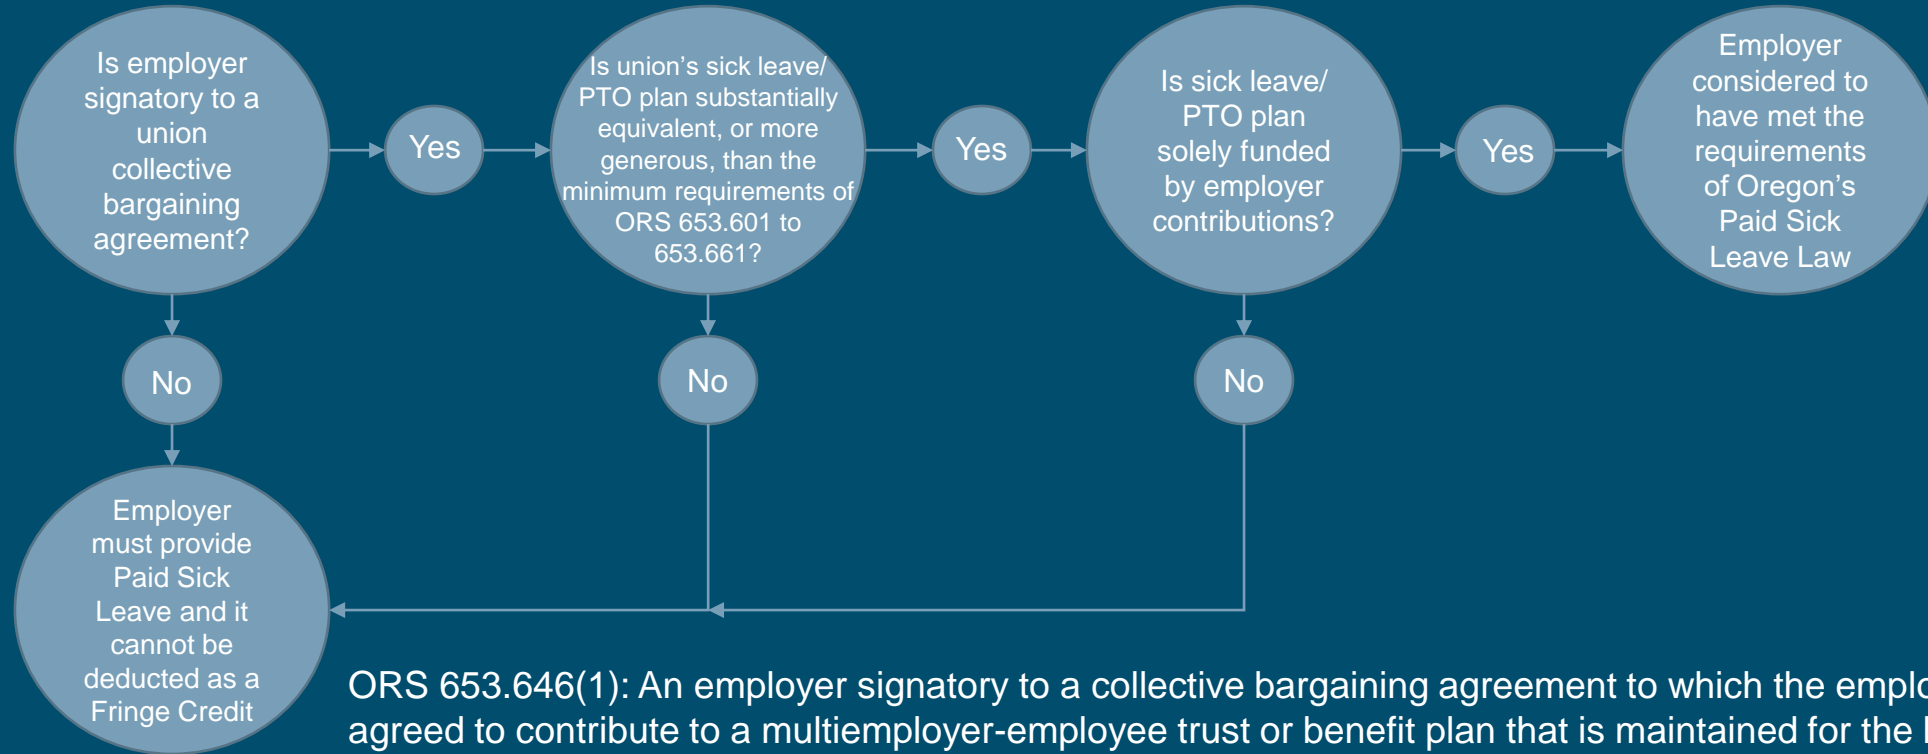 Is employer
signatory to a
union
collective
bargaining
agreement?
Yes
Is union’s sick leave/
PTO plan substantially
equivalent, or more
generous, than the
minimum requirements of
ORS 653.601 to
653.661?
Yes
Is sick leave/
PTO plan
solely funded
by employer
contributions?
Yes
Employer
considered to
have met the
requirements
of Oregon’s
Paid Sick
Leave Law
No
No
No
Employer
must provide
Paid Sick
Leave and it
cannot be
deducted as a
Fringe Credit
ORS 653.646(1): An employer signatory to a collective bargaining agreement to which the
agreed to contribute to a multiemployer-employee trust or benefit plan that is maintained for the